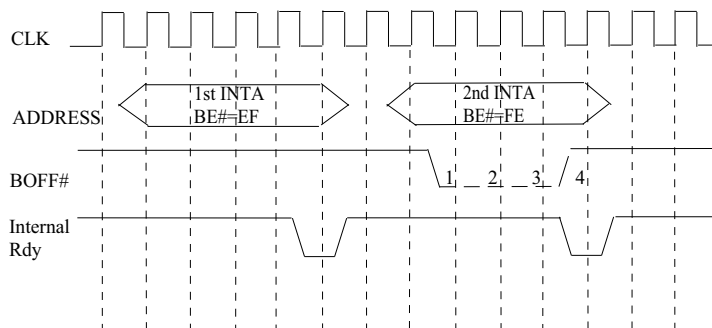 CLK
1st INTA
BE#=EF
2nd INTA
BE#=FE
ADDRESS
BOFF#
1 2 3 4
Internal
Rdy